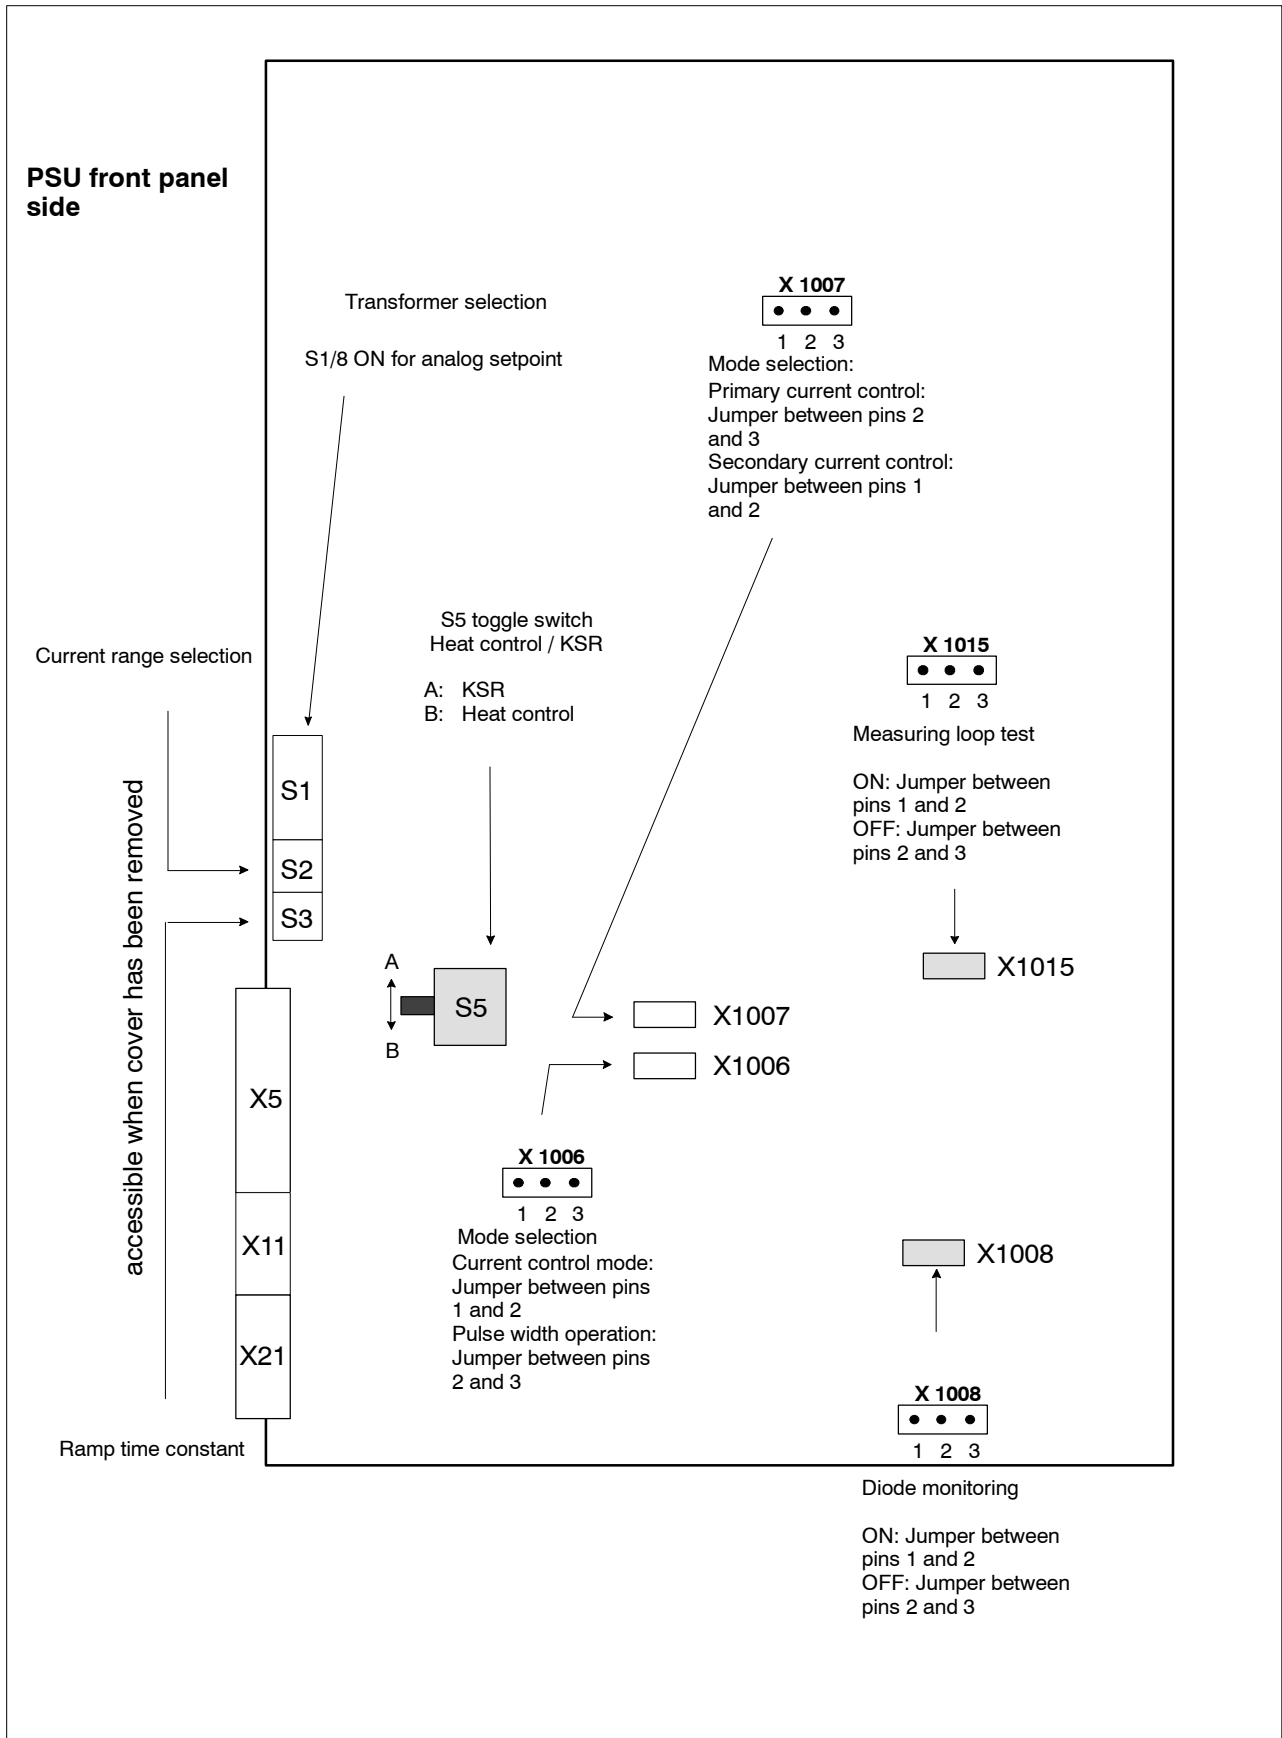 PSU front panel
side
Transformer selection
S1/8 ON for analog setpoint
X 1007
1 2 3
Mode selection:
Primary current control:
Jumper between pins 2
and 3
Secondary current control:
Jumper between pins 1
and 2
S5 toggle switch
Heat control / KSR
A: KSR
B: Heat control
Current range selection
X 1015
1 2 3
Measuring loop test
ON: Jumper between
pins 1 and 2
OFF: Jumper between
pins 2 and 3
accessible when cover has been removed
S1
S2
S3
A
S5
B
X1015
X1007
X1006
X5
X11
X21
X 1006
1 2 3
Mode selection
Current control mode:
Jumper between pins
1 and 2
Pulse width operation:
Jumper between pins
2 and 3
X1008
X 1008
1 2 3
Ramp time constant
Diode monitoring
ON: Jumper between
pins 1 and 2
OFF: Jumper between
pins 2 and 3